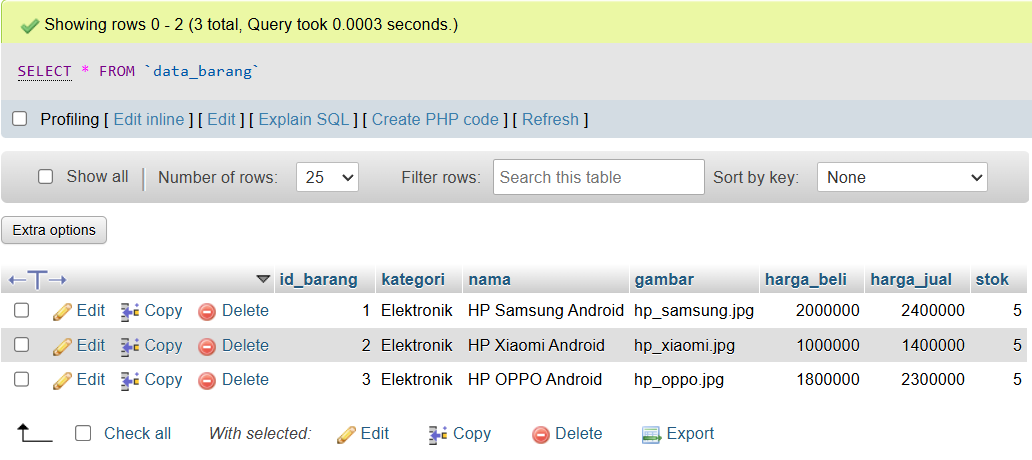 Showing rows 0 - 2 (3 total, Query took 0.0003 seconds.)
SELECT * FROM `data_barang`
Profiling [ Edit inline ] [ Edit ] [ Explain SQL ] [ Create PHP code ] [ Refresh ]
Show all Number of rows: 25 Filter rows: Search this table Sort by key: None
Extra options
id_barang kategori nama gambar harga_beli harga_jual stok
Edit Copy Delete 1 Elektronik HP Samsung Android hp_samsung.jpg 2000000 2400000 5
Edit Copy Delete 2 Elektronik HP Xiaomi Android hp_xiaomi.jpg 1000000 1400000 5
Edit Copy Delete 3 Elektronik HP OPPO Android hp_oppo.jpg 1800000 2300000 5
Check all With selected: Edit Copy Delete Export